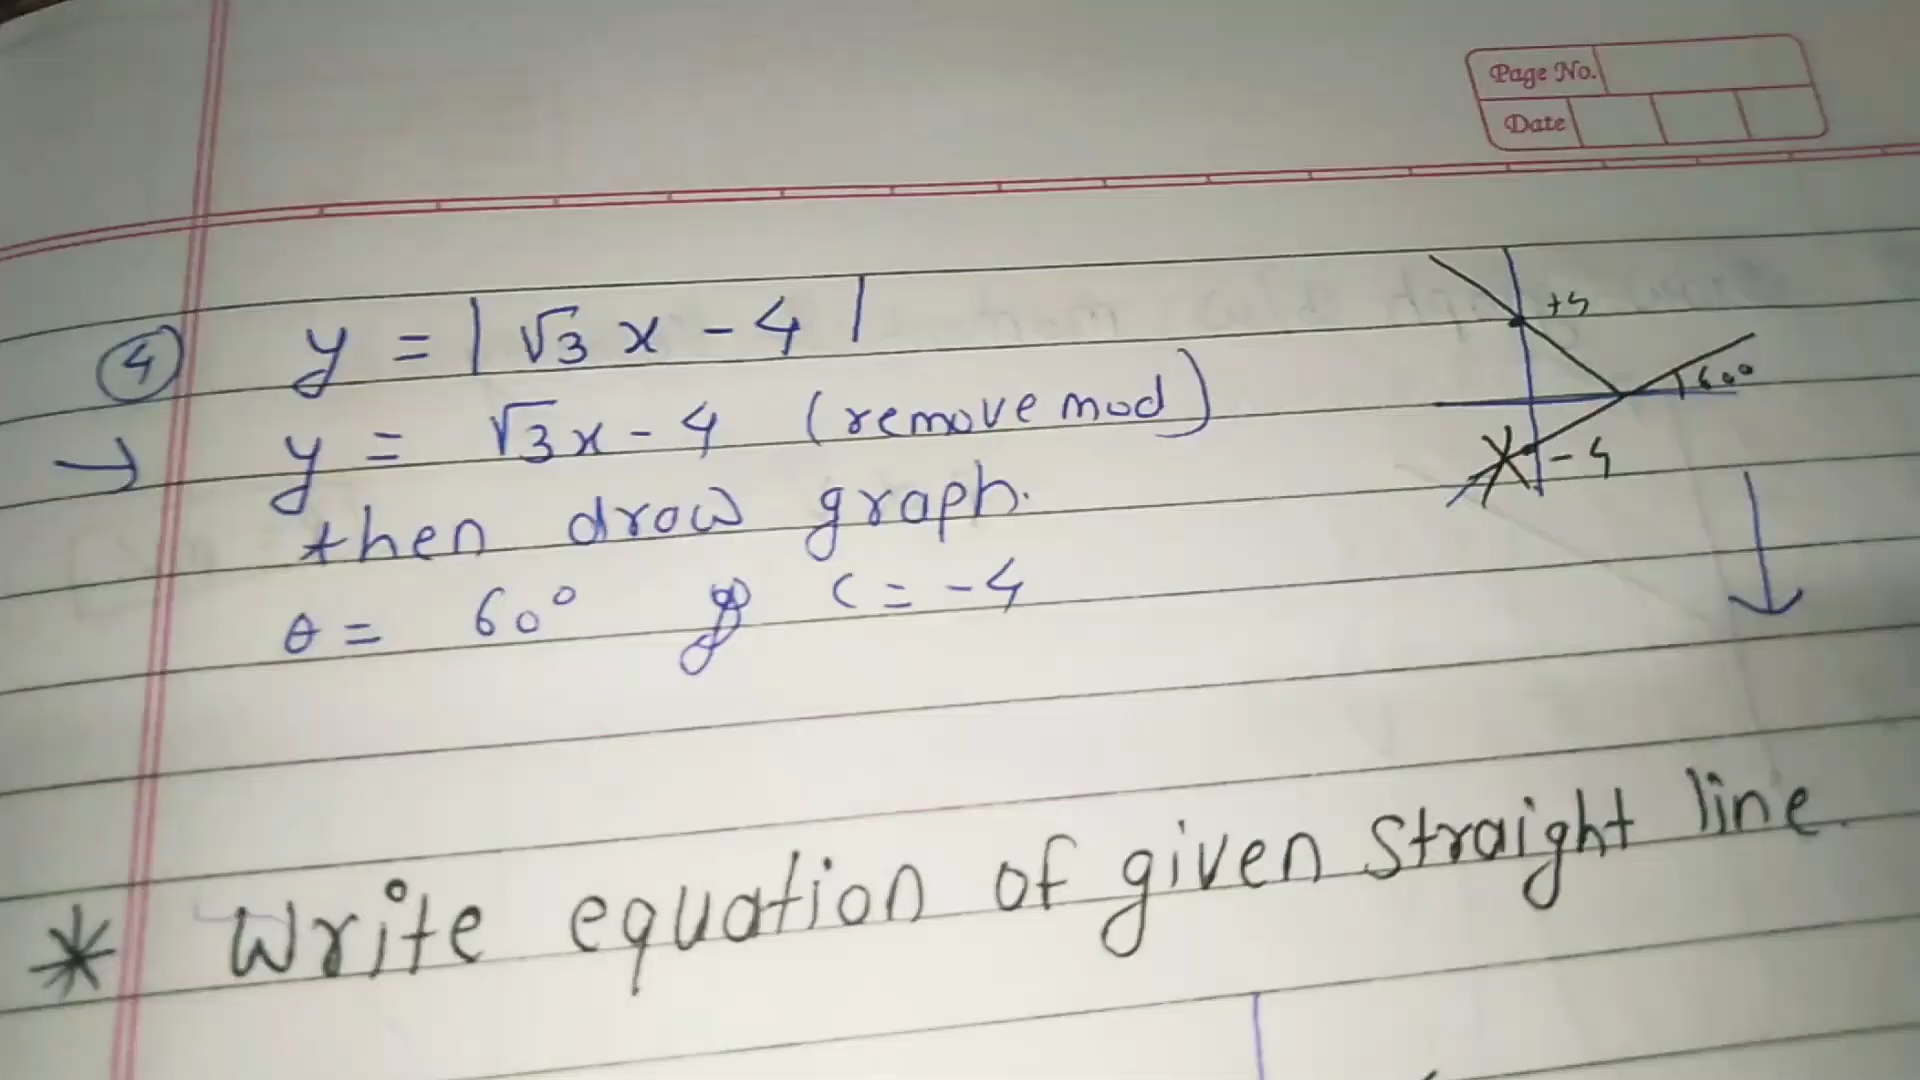 Page No.
Date
④ y = |√3 x - 4|
→ y = √3x - 4 (remove mod)
then draw graph.
θ = 60° & c = -4
+4
60°
-4
* Write equation of given straight line.